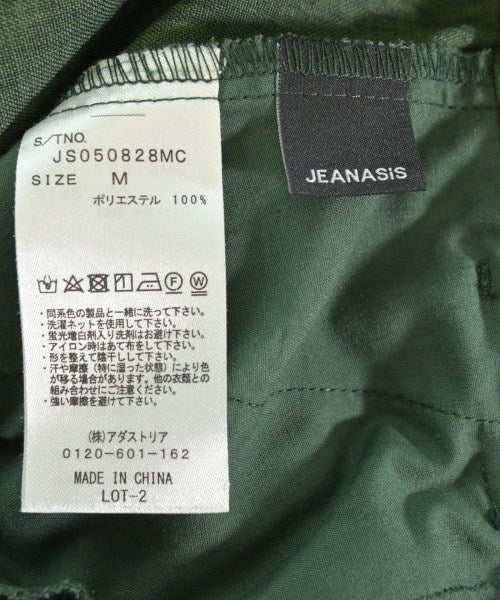 S/TNO.
JS050828MC
SIZE M
ポリエステル 100%
・同系色の製品と一緒に洗って下さい。
・洗濯ネットを使用して下さい。
・蛍光増白剤入り洗剤はお避け下さい。
・アイロン時はあて布をして下さい。
・形を整えて陰干しして下さい。
・汗や摩擦（特に湿った状態）により色
が移る場合があります。他の衣類との
組み合わせにご注意ください。
・強い摩擦を避けて下さい。
(株)アダストリア
0120-601-162
MADE IN CHINA
LOT-2
JEANASiS